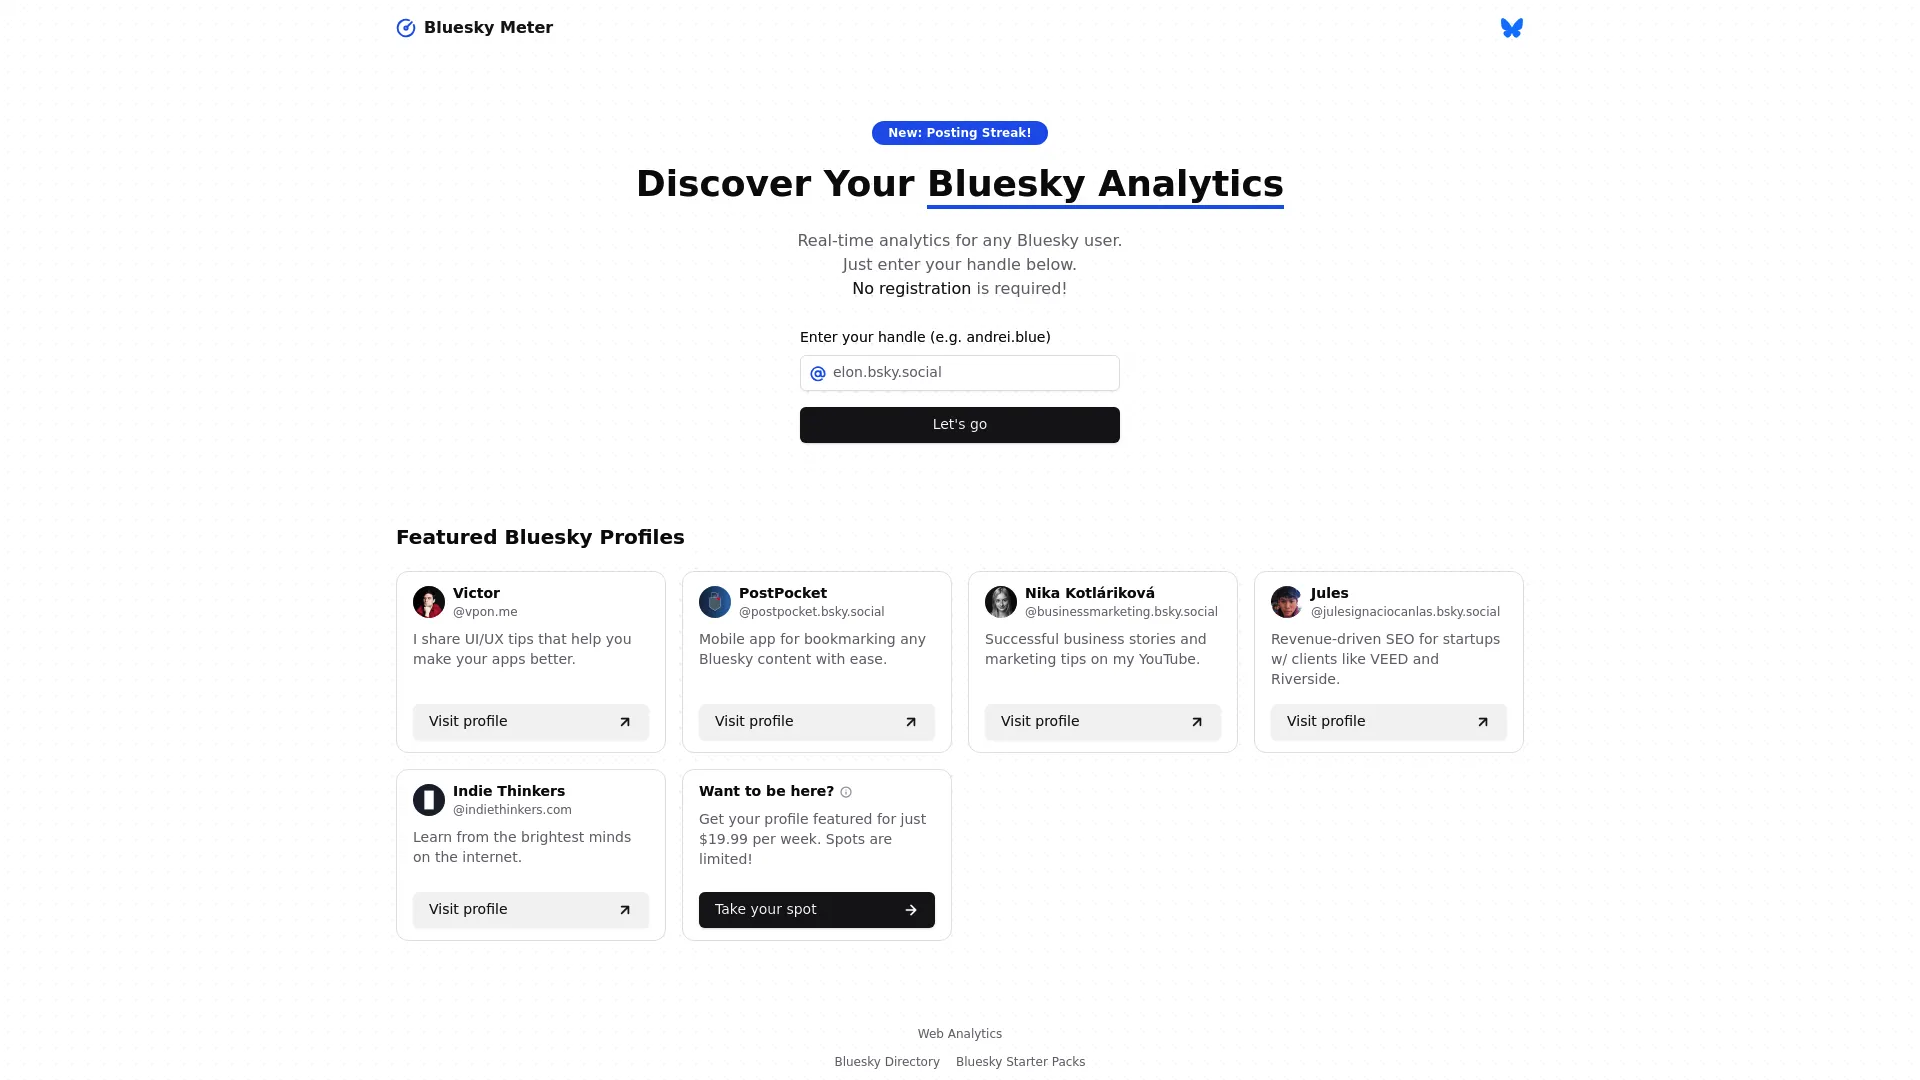 Bluesky Meter
New: Posting Streak!
Discover Your Bluesky Analytics
Real-time analytics for any Bluesky user.
Just enter your handle below.
No registration is required!
Enter your handle (e.g. andrei.blue)
@ elon.bsky.social
Let's go
Featured Bluesky Profiles
Victor
@vpon.me
I share UI/UX tips that help you
make your apps better.
Visit profile
PostPocket
@postpocket.bsky.social
Mobile app for bookmarking any
Bluesky content with ease.
Visit profile
Nika Kotláriková
@businessmarketing.bsky.social
Successful business stories and
marketing tips on my YouTube.
Visit profile
Jules
@julesignaciocanlas.bsky.social
Revenue-driven SEO for startups
w/ clients like VEED and
Riverside.
Visit profile
Indie Thinkers
@indiethinkers.com
Learn from the brightest minds
on the internet.
Visit profile
Want to be here?
Get your profile featured for just
$19.99 per week. Spots are
limited!
Take your spot
Web Analytics
Bluesky Directory Bluesky Starter Packs